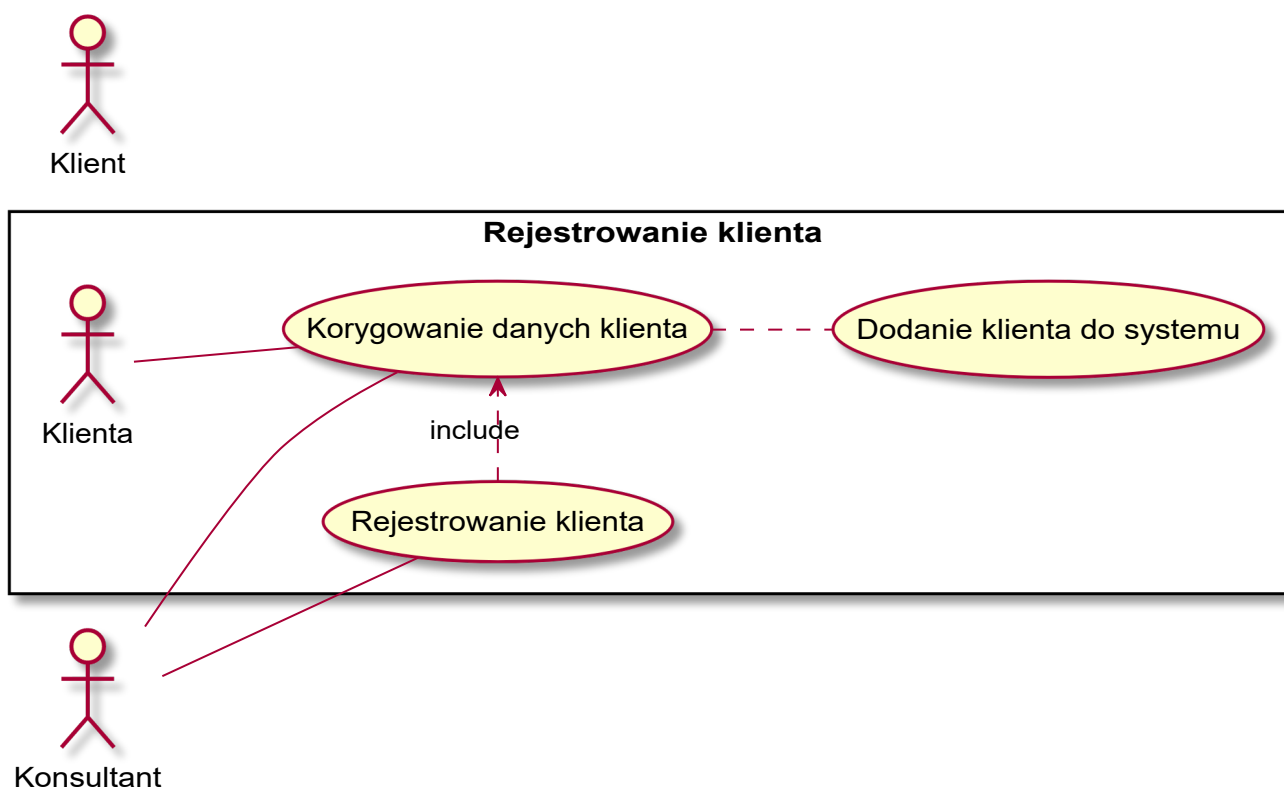 Klient
Rejestrowanie klienta
Korygowanie danych klienta
Dodanie klienta do systemu
Klienta
include
Rejestrowanie klienta
Konsultant